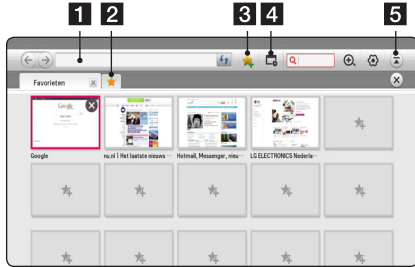 1 2 3 4 5
Favorieten
Google nu.nl | Het laatste nieuws ··· Hotmail, Messenger, nieu··· LG ELECTRONICS Nederla···